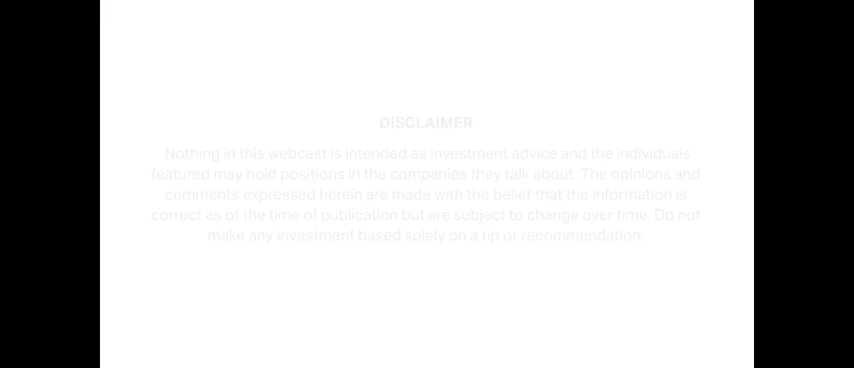 DISCLAIMER
Nothing in this webcast is intended as investment advice and the individuals
featured may hold positions in the companies they talk about. The opinions and
comments expressed herein are made with the belief that the information is
correct as of the time of publication but are subject to change over time. Do not
make any investment based solely on a tip or recommendation.